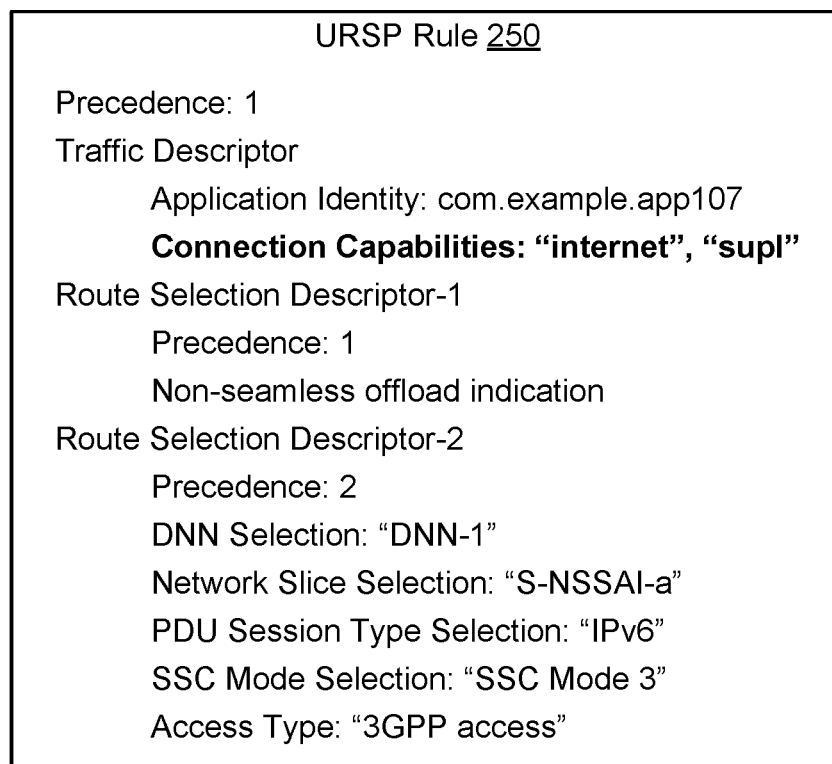 URSP Rule 250
Precedence: 1
Traffic Descriptor
Application Identity: com.example.app107
Connection Capabilities: “internet”, “supl”
Route Selection Descriptor-1
Precedence: 1
Non-seamless offload indication
Route Selection Descriptor-2
Precedence: 2
DNN Selection: “DNN-1”
Network Slice Selection: “S-NSSAI-a”
PDU Session Type Selection: “IPv6”
SSC Mode Selection: “SSC Mode 3”
Access Type: “3GPP access”